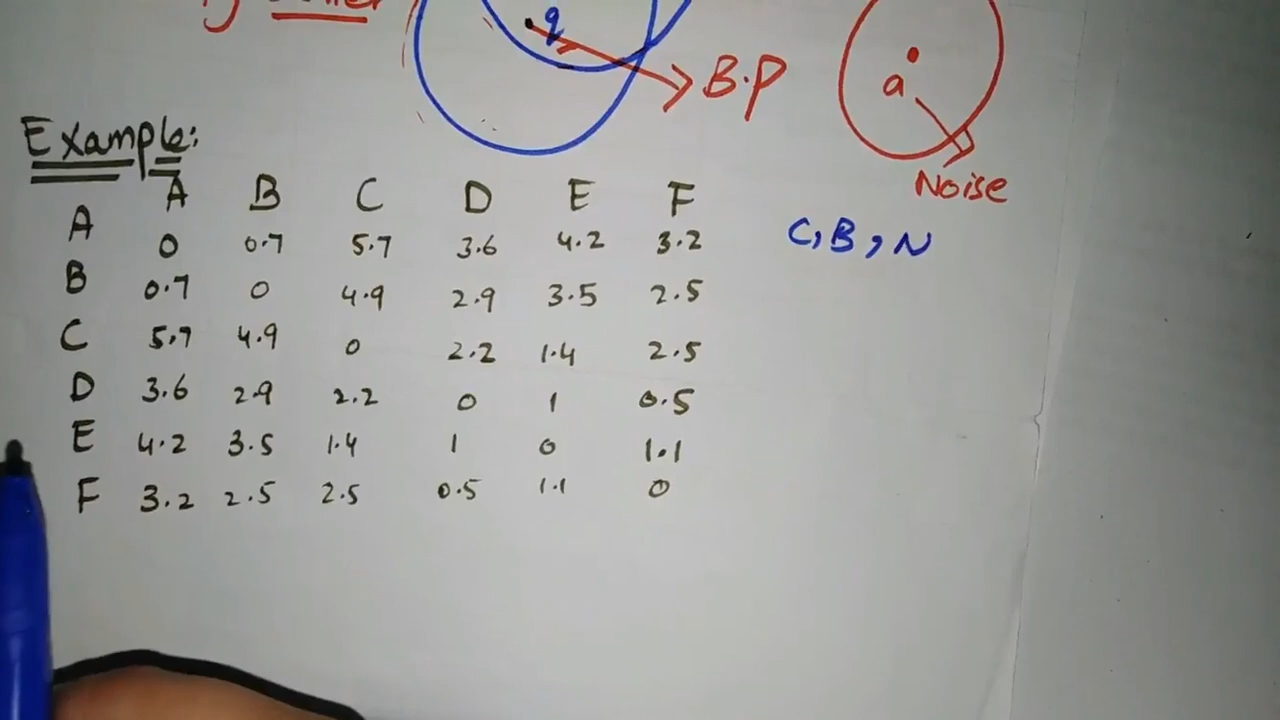 q
B.P
a
Noise
Example:
A B C D E F
A 0 0.7 5.7 3.6 4.2 3.2
C, B, N
B 0.7 0 4.9 2.9 3.5 2.5
C 5.7 4.9 0 2.2 1.4 2.5
D 3.6 2.9 2.2 0 1 0.5
E 4.2 3.5 1.4 1 0 1.1
F 3.2 2.5 2.5 0.5 1.1 0